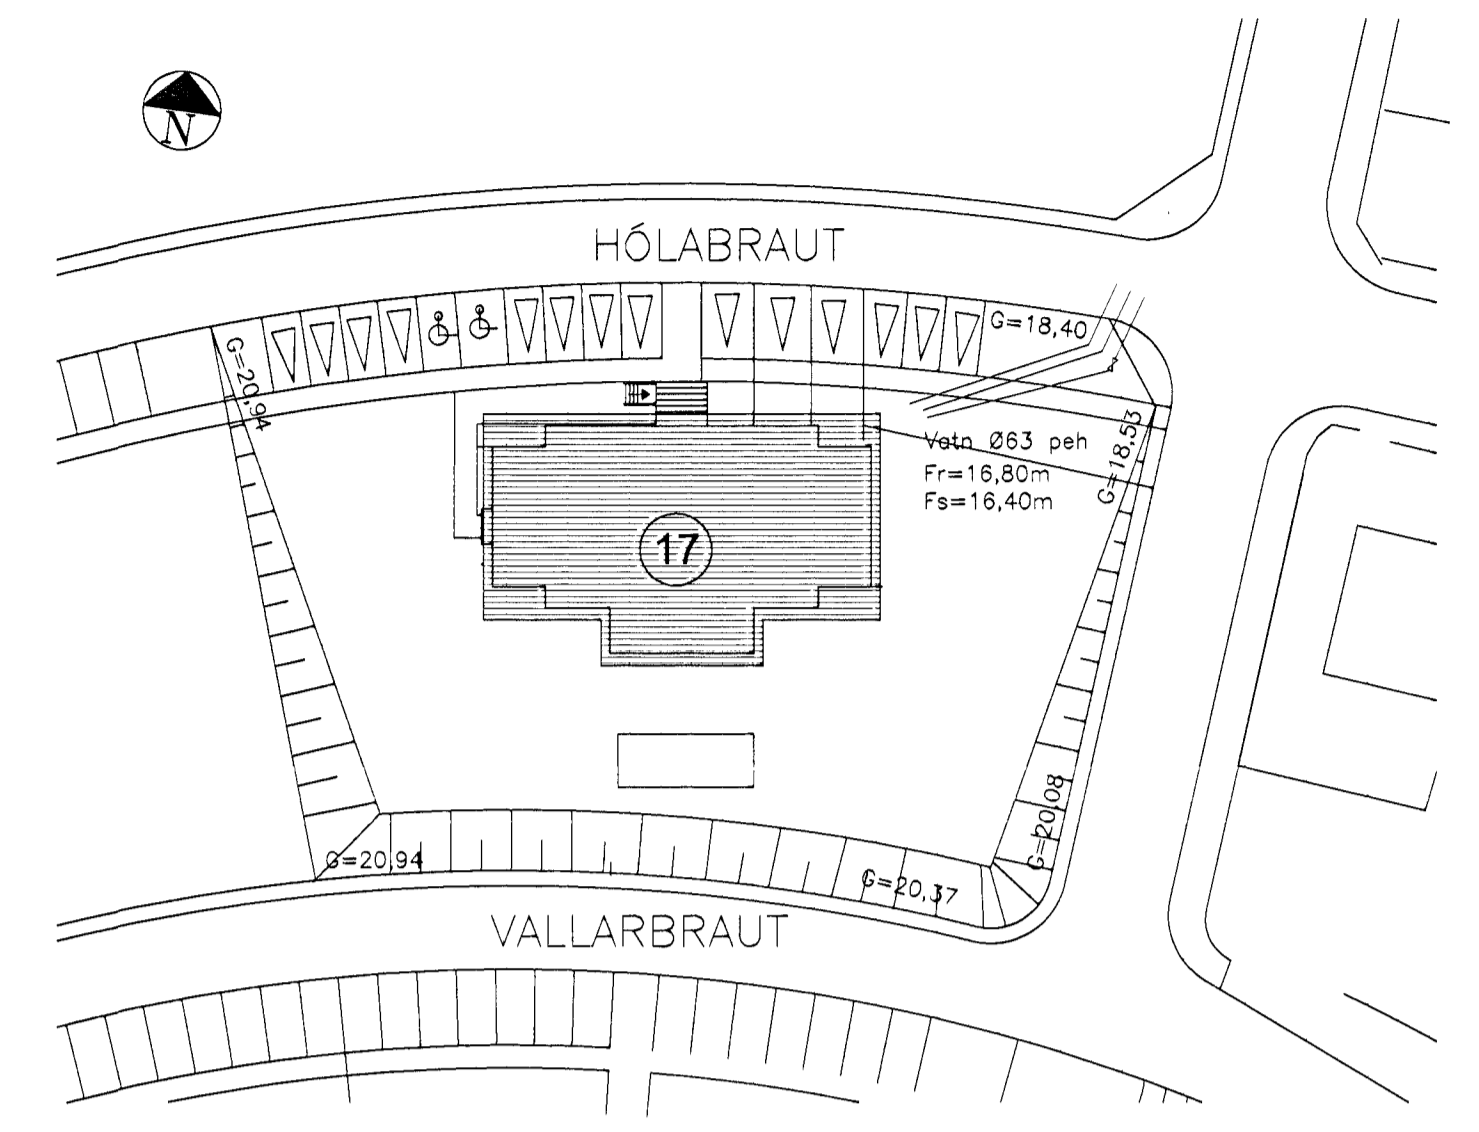 N
HÓLABRAUT
G=18,40
G=20,94
G=18,53
Vatn Ø63 peh
Fr=16,80m
Fs=16,40m
17
G=20,08
G=20,94
G=20,37
VALLARBRAUT